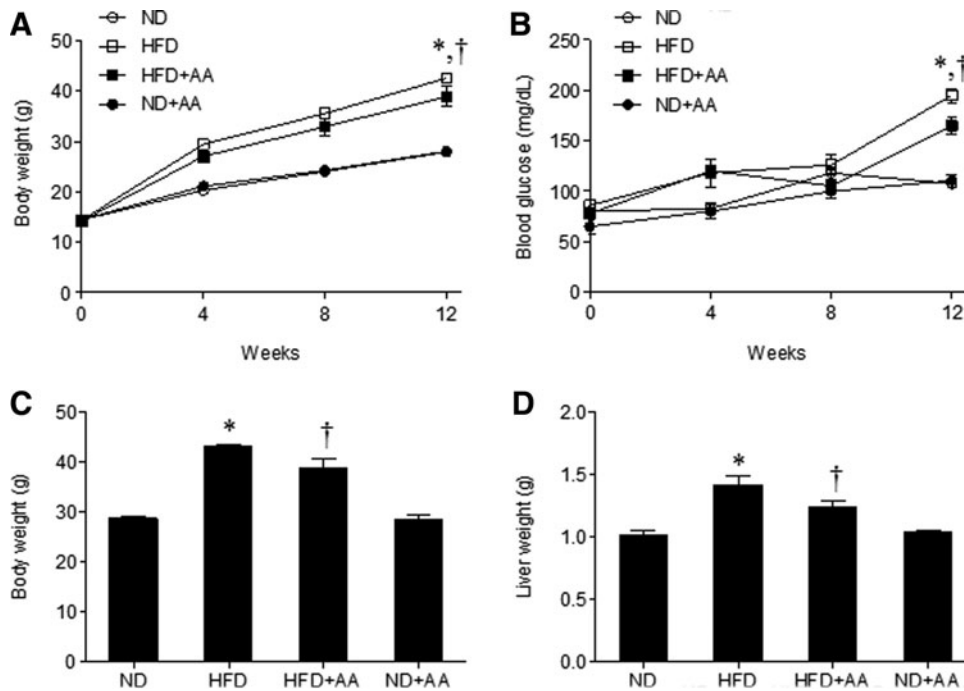 A
ND
HFD
HFD+AA
ND+AA
*,†
Body weight (g)
50
40
30
20
10
0
0 4 8 12
Weeks
B
ND
HFD
HFD+AA
ND+AA
*,†
Blood glucose (mg/dL)
250
200
150
100
50
0
0 4 8 12
Weeks
C
*
†
Body weight (g)
50
40
30
20
10
0
ND HFD HFD+AA ND+AA
D
*
†
Liver weight (g)
2.0
1.5
1.0
0.5
0.0
ND HFD HFD+AA ND+AA